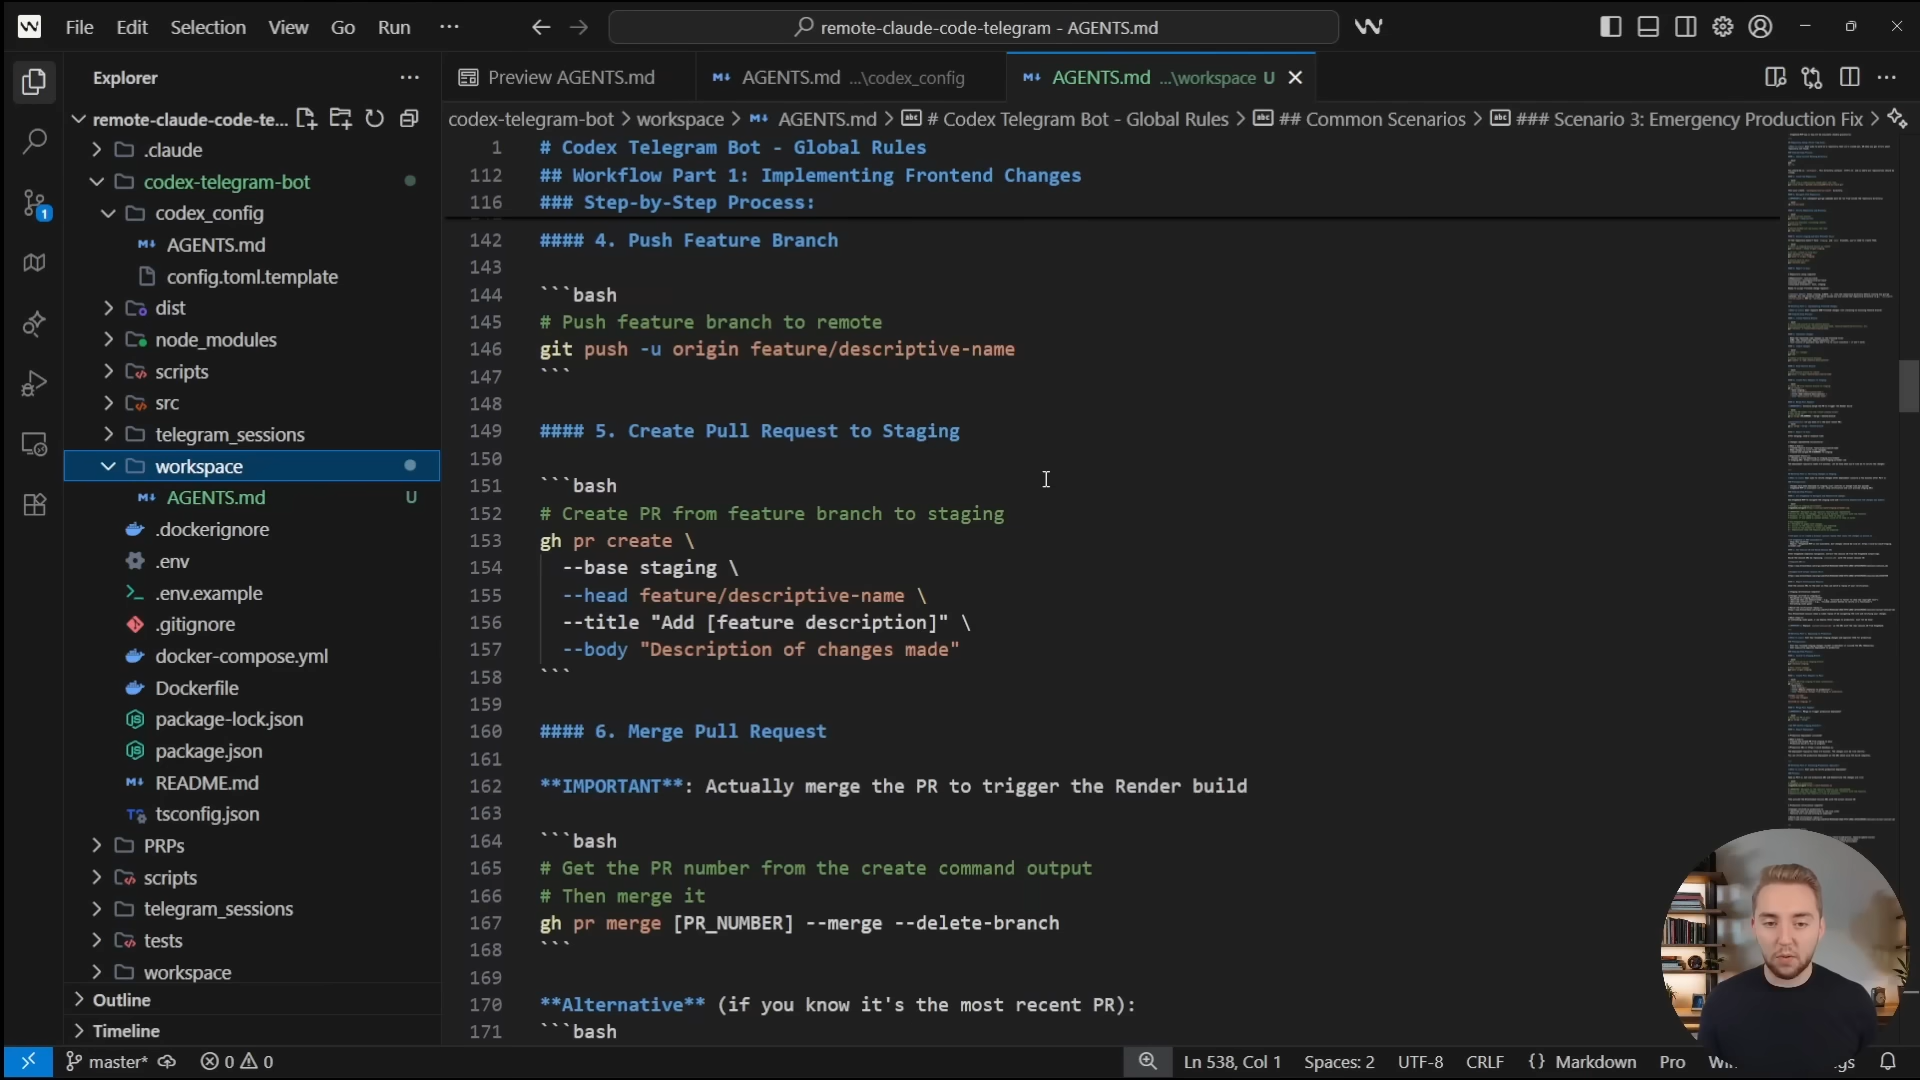 File Edit Selection View Go Run ···
remote-claude-code-telegram - AGENTS.md
Explorer
Preview AGENTS.md
AGENTS.md ...\codex_config
AGENTS.md ...\workspace U
remote-claude-code-te...
codex-telegram-bot > workspace > AGENTS.md > # Codex Telegram Bot - Global Rules > ## Common Scenarios > ### Scenario 3: Emergency Production Fix >
.claude
codex-telegram-bot
codex_config
AGENTS.md
config.toml.template
dist
node_modules
scripts
src
telegram_sessions
workspace
AGENTS.md U
.dockerignore
.env
.env.example
.gitignore
docker-compose.yml
Dockerfile
package-lock.json
package.json
README.md
tsconfig.json
PRPs
scripts
telegram_sessions
tests
workspace
Outline
Timeline
1 # Codex Telegram Bot - Global Rules
112 ## Workflow Part 1: Implementing Frontend Changes
116 ### Step-by-Step Process:
142 #### 4. Push Feature Branch
143
144 ```bash
145 # Push feature branch to remote
146 git push -u origin feature/descriptive-name
147 ```
148
149 #### 5. Create Pull Request to Staging
150
151 ```bash
152 # Create PR from feature branch to staging
153 gh pr create \
154 --base staging \
155 --head feature/descriptive-name \
156 --title "Add [feature description]" \
157 --body "Description of changes made"
158 ```
159
160 #### 6. Merge Pull Request
161
162 **IMPORTANT**: Actually merge the PR to trigger the Render build
163
164 ```bash
165 # Get the PR number from the create command output
166 # Then merge it
167 gh pr merge [PR_NUMBER] --merge --delete-branch
168 ```
169
170 **Alternative** (if you know it's the most recent PR):
171 ```bash
1
master* 0 0
Ln 538, Col 1 Spaces: 2 UTF-8 CRLF {} Markdown Pro